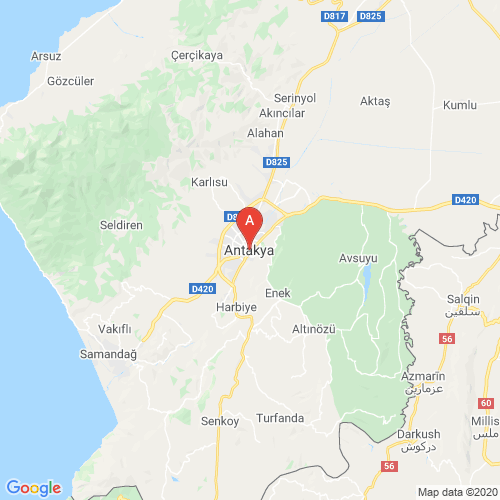 D817
D825
Arsuz
Çerçikaya
Gözcüler
Serinyol
Akıncılar
Aktaş
Kumlu
Alahan
D825
Karlısu
D420
Seldiren
A
Antakya
Avsuyu
D420
Enek
Salqin
سلقين
Harbiye
Vakıflı
Altınözü
Samandağ
56
Azmarīn
عزمارين
60
Senkoy
Turfanda
Darkush
دركوش
Millis
ملس
56
Google
Map data ©2020